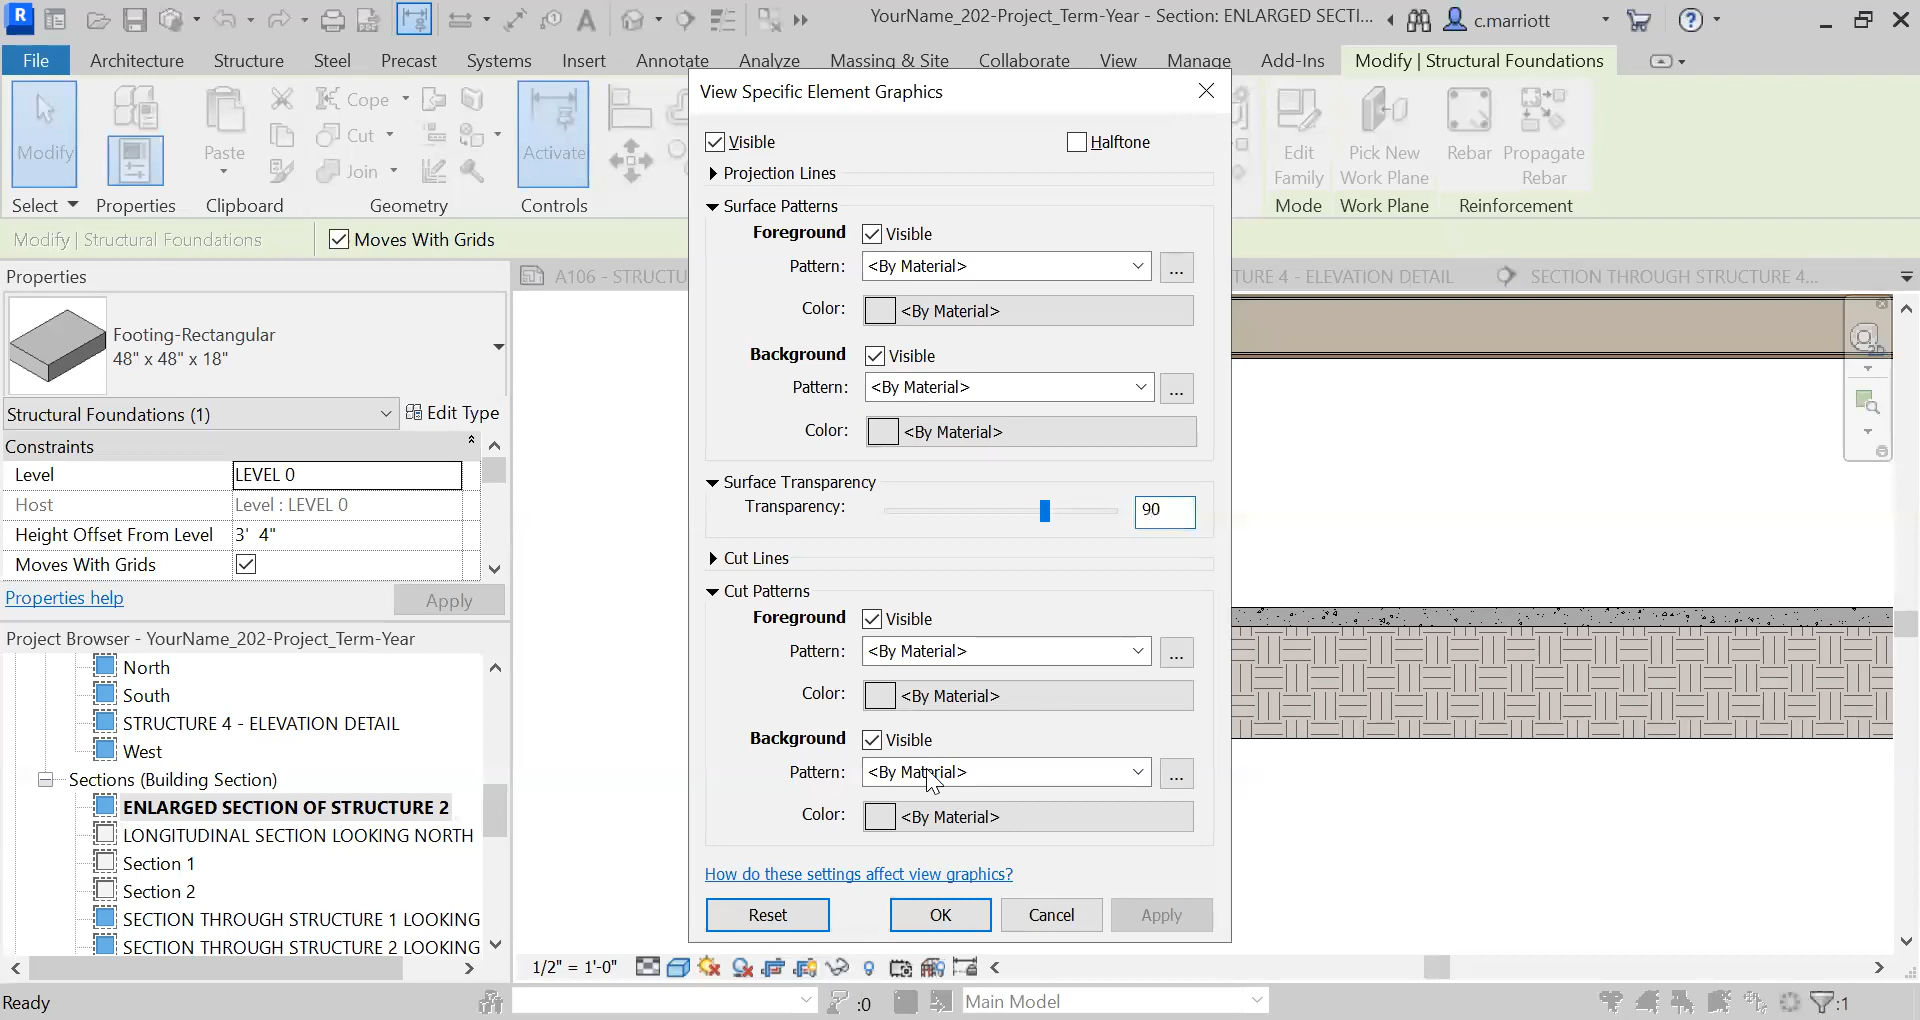 YourName_202-Project_Term-Year - Section: ENLARGED SECTI...
c.marriott
File Architecture Structure Steel Precast Systems Insert Annotate Analyze Massing & Site Collaborate View Manage Add-Ins Modify | Structural Foundations
Modify
Paste
Cope
Cut
Join
Activate
Edit Family
Pick New Work Plane
Rebar
Propagate Rebar
Select Properties Clipboard Geometry Controls Mode Work Plane Reinforcement
Modify | Structural Foundations
Moves With Grids
Properties
A106 - STRUCTU
TURE 4 - ELEVATION DETAIL
SECTION THROUGH STRUCTURE 4...
Footing-Rectangular
48" x 48" x 18"
Structural Foundations (1)
Edit Type
Constraints
Level LEVEL 0
Host Level : LEVEL 0
Height Offset From Level 3' 4"
Moves With Grids
Properties help
Apply
Project Browser - YourName_202-Project_Term-Year
North
South
STRUCTURE 4 - ELEVATION DETAIL
West
Sections (Building Section)
ENLARGED SECTION OF STRUCTURE 2
LONGITUDINAL SECTION LOOKING NORTH
Section 1
Section 2
SECTION THROUGH STRUCTURE 1 LOOKING
SECTION THROUGH STRUCTURE 2 LOOKING
View Specific Element Graphics
Visible
Halftone
Projection Lines
Surface Patterns
Foreground Visible
Pattern: <By Material> ...
Color: <By Material>
Background Visible
Pattern: <By Material> ...
Color: <By Material>
Surface Transparency
Transparency: 90
Cut Lines
Cut Patterns
Foreground Visible
Pattern: <By Material> ...
Color: <By Material>
Background Visible
Pattern: <By Material> ...
Color: <By Material>
How do these settings affect view graphics?
Reset OK Cancel Apply
1/2" = 1'-0"
Ready
:0
Main Model
:1